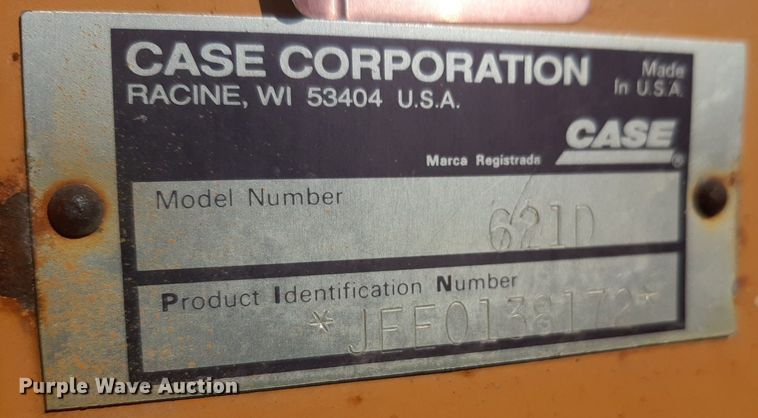 CASE CORPORATION
Made
In U.S.A.
RACINE, WI 53404 U.S.A.
CASE
®
Marca Registrada
Model Number
621D
Product Identification Number
*JEE0138172*
Purple Wave Auction